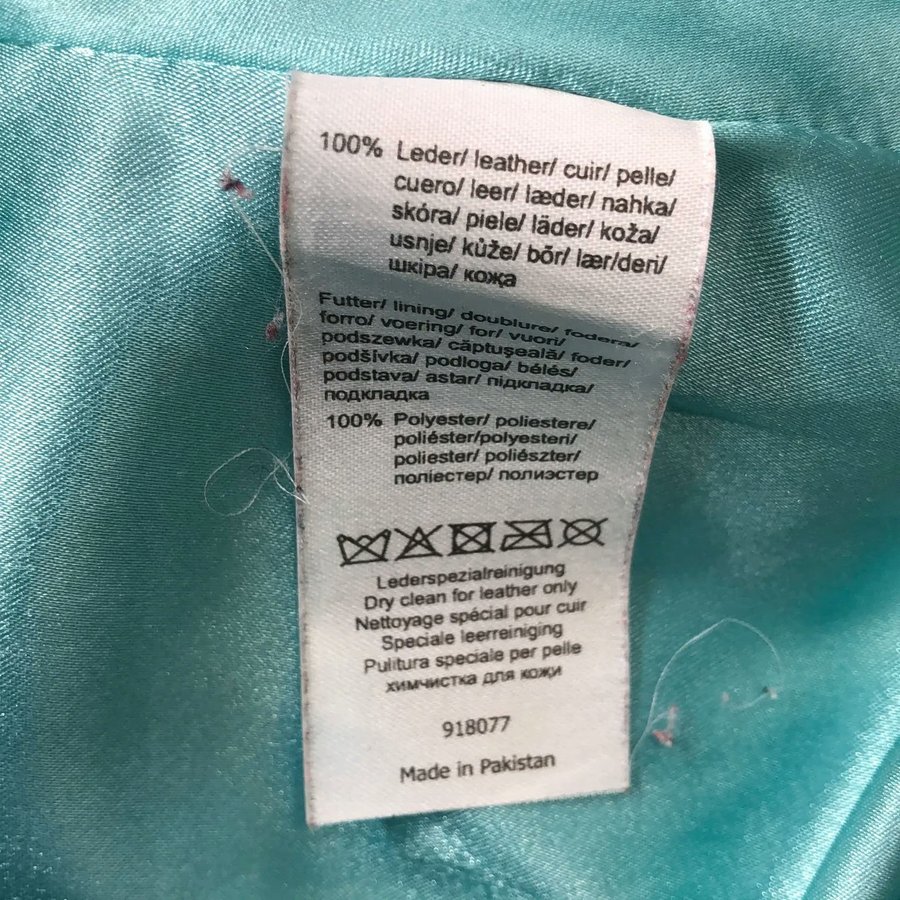 100% Leder/ leather/ cuir/ pelle/
cuero/ leer/ læder/ nahka/
skóra/ piele/ läder/ koža/
usnje/ kůže/ bőr/ lær/deri/
шкіра/ кожа
Futter/ lining/ doublure/ fodera/
forro/ voering/ for/ vuori/
podszewka/ căptuşeală/ foder/
podšívka/ podloga/ bélés/
podstava/ astar/ підкладка/
подкладка
100% Polyester/ poliestere/
poliéster/polyesteri/
poliester/ poliészter/
поліестер/ полиэстер
Lederspezialreinigung
Dry clean for leather only
Nettoyage spécial pour cuir
Speciale leerreiniging
Pulitura speciale per pelle
химчистка для кожи
918077
Made in Pakistan